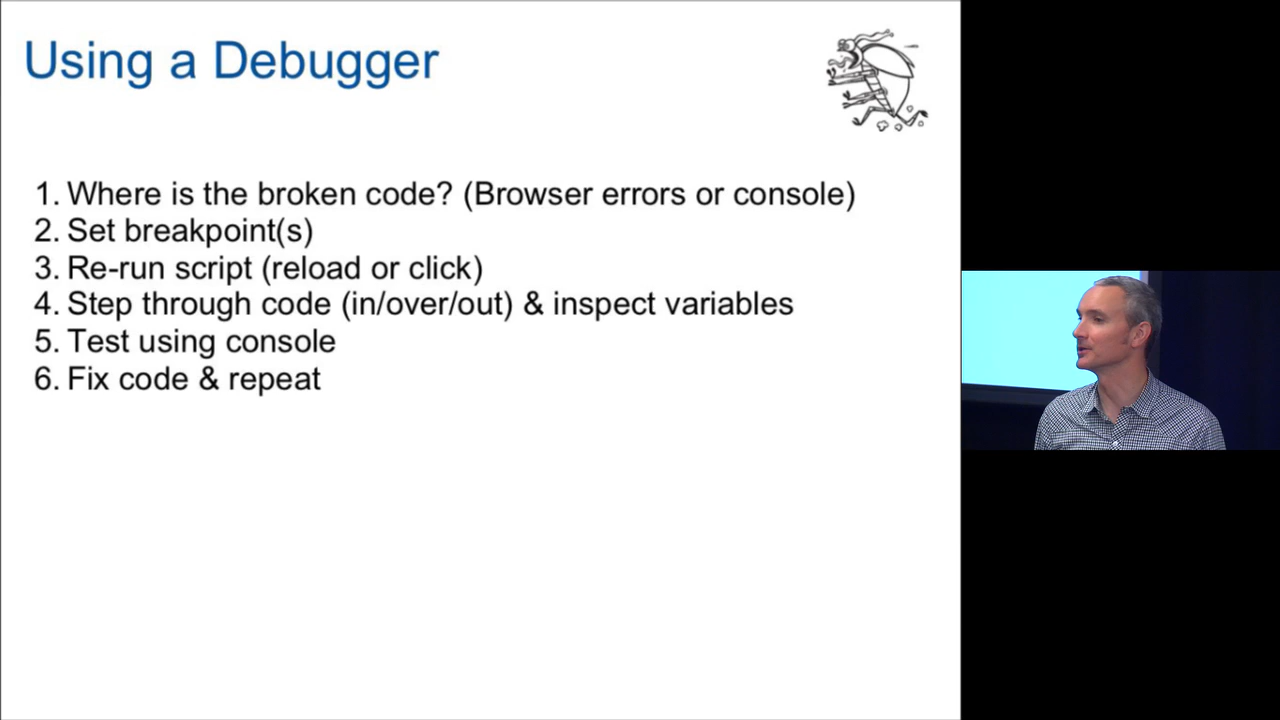 Using a Debugger
1. Where is the broken code? (Browser errors or console)
2. Set breakpoint(s)
3. Re-run script (reload or click)
4. Step through code (in/over/out) & inspect variables
5. Test using console
6. Fix code & repeat